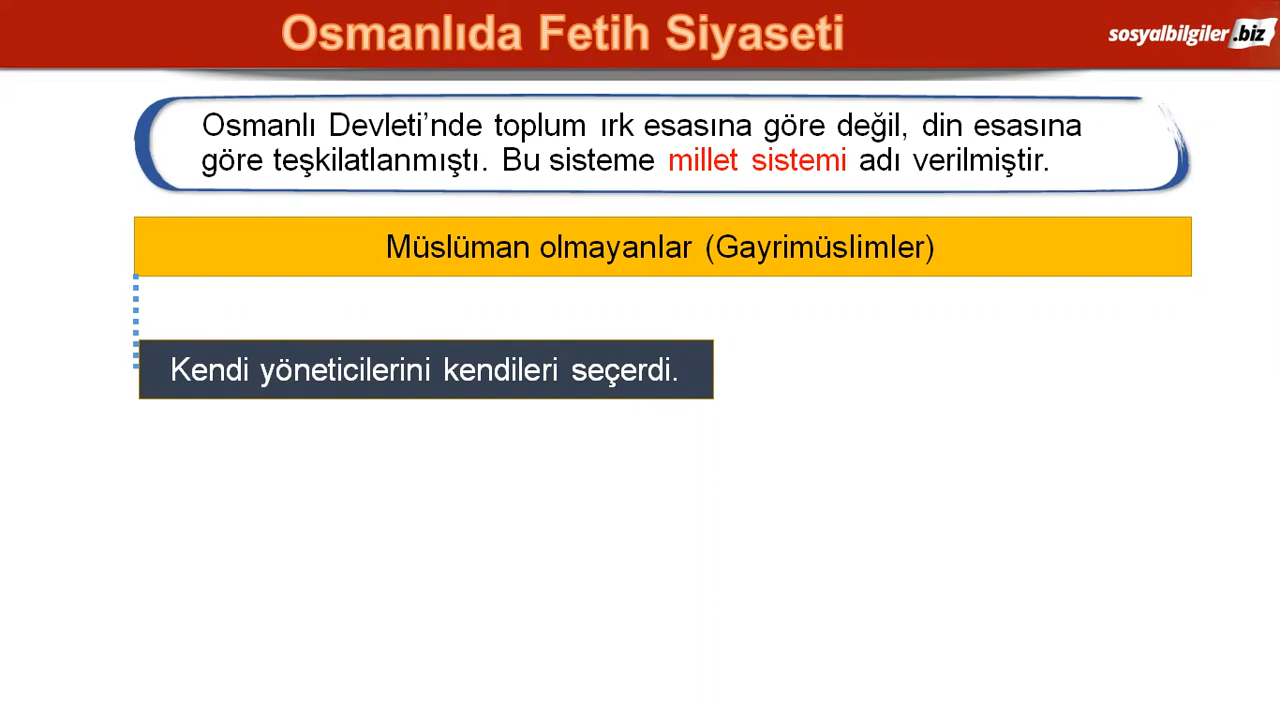 Osmanlıda Fetih Siyaseti
sosyalbilgiler.biz
Osmanlı Devleti’nde toplum ırk esasına göre değil, din esasına
göre teşkilatlanmıştı. Bu sisteme millet sistemi adı verilmiştir.
Müslüman olmayanlar (Gayrimüslimler)
Kendi yöneticilerini kendileri seçerdi.